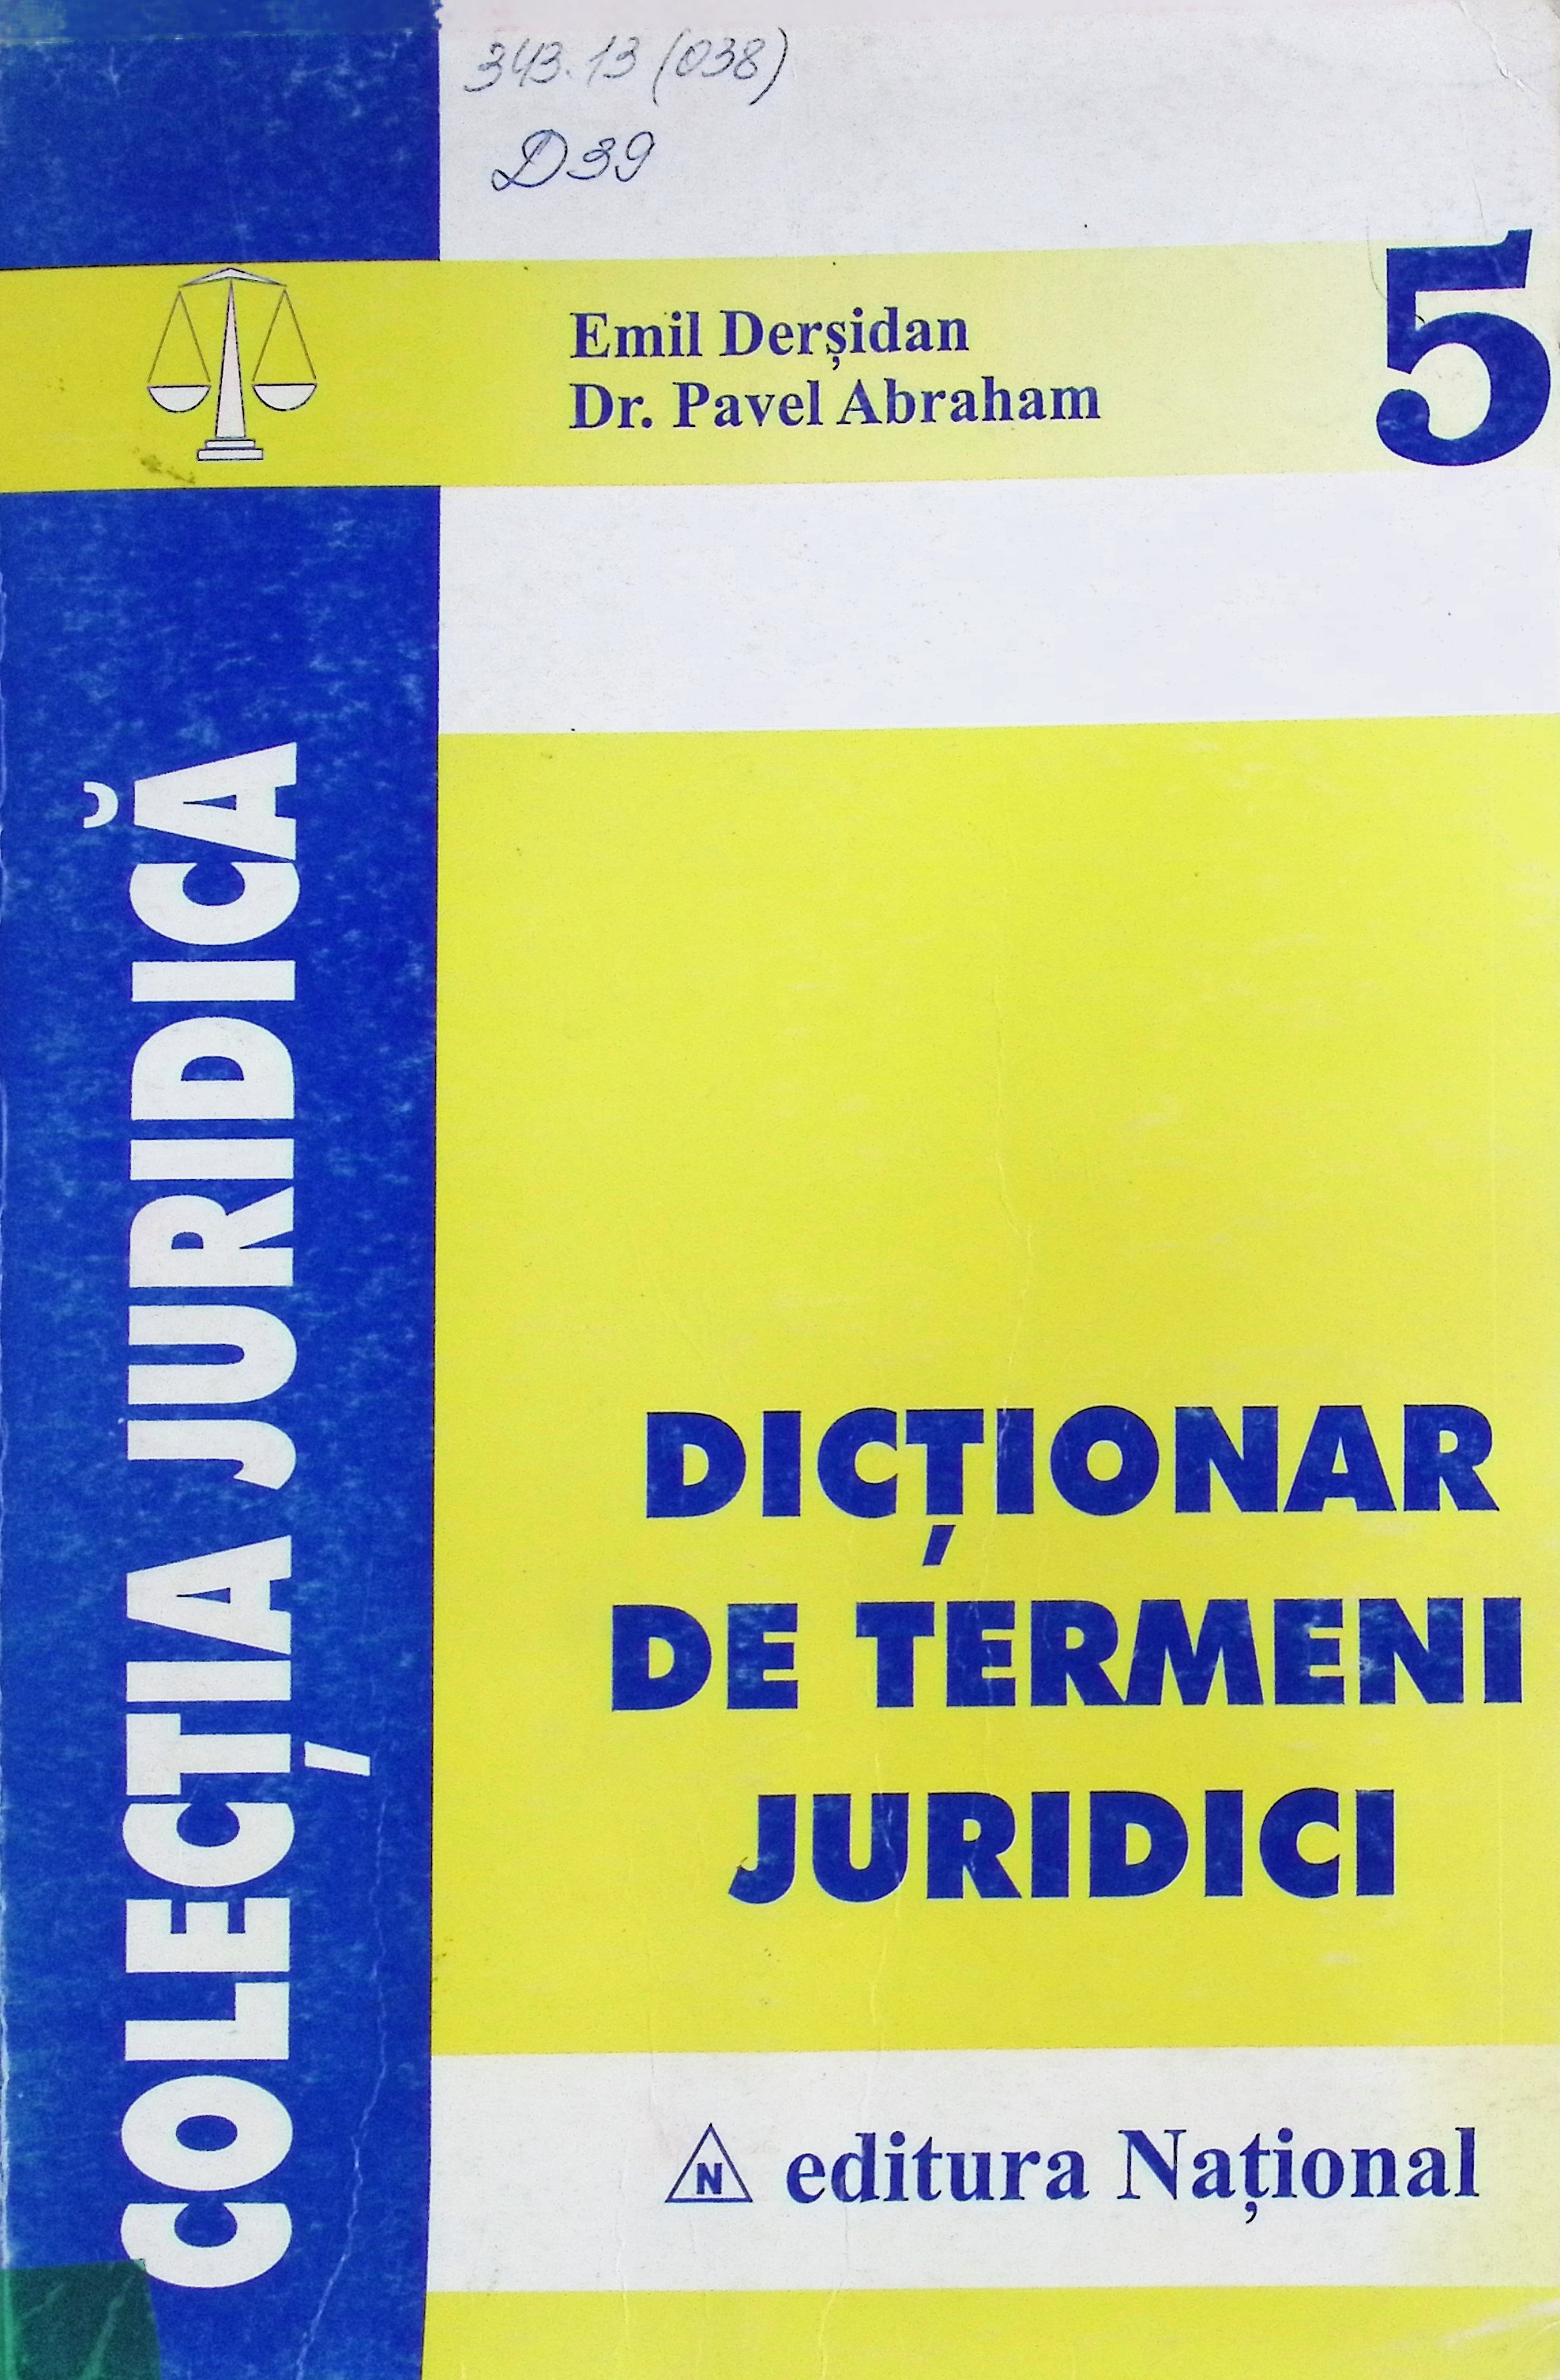 343.13 (038)
D39
Emil Derșidan
Dr. Pavel Abraham
5
COLECȚIA JURIDICĂ
DICȚIONAR
DE TERMENI
JURIDICI
N editura Național